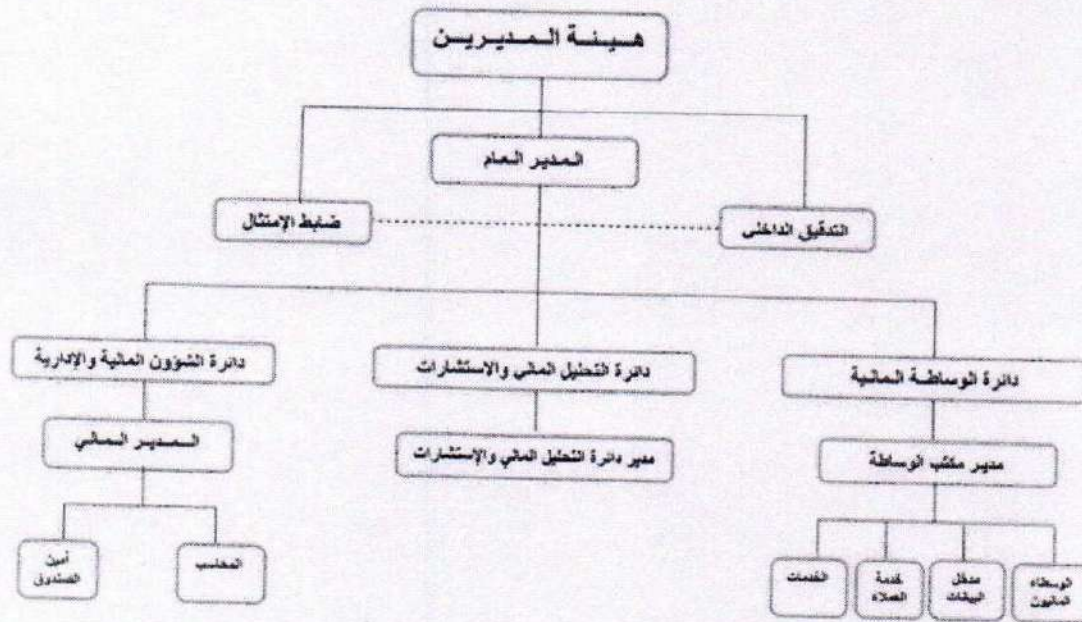 هيئة المديرين
المدير العام
التدقيق الداخلي
ضابط الإمتثال
دائرة الوساطة المالية
دائرة التحليل المالي والاستشارات
دائرة الشؤون المالية والإدارية
مدير مكتب الوساطة
مدير دائرة التحليل المالي والإستشارات
المدير المالي
الوسطاء
الماليون
مدخل
البيانات
خدمة
العملاء
الخدمات
المحاسب
أمين
الصندوق